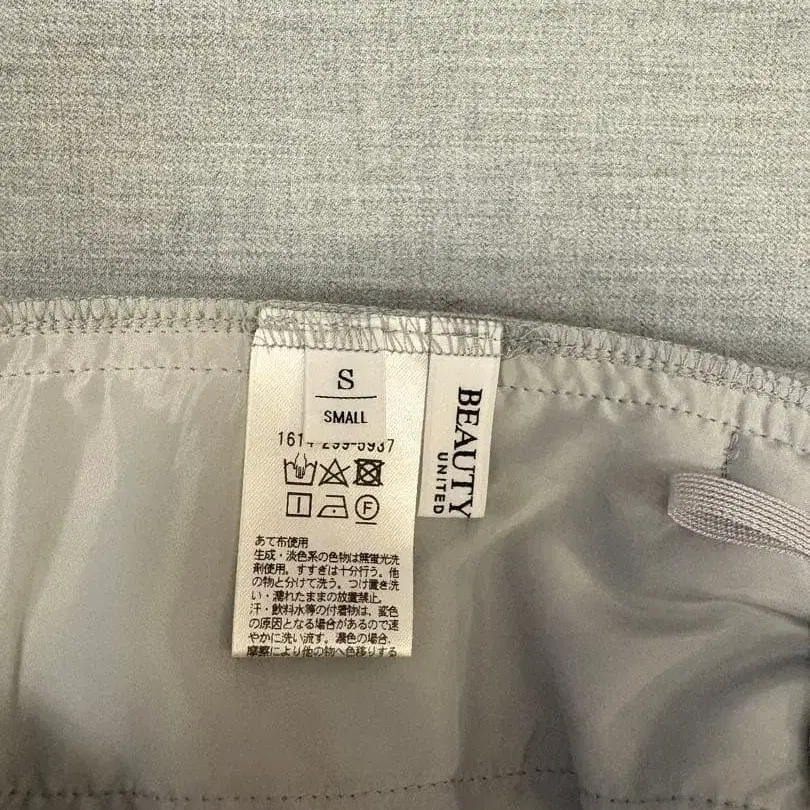 S
SMALL
1614-299-5937
BEAUTY
UNITED
F
あて布使用
生成・淡色系の色物は無蛍光洗
剤使用。すすぎは十分行う。他
の物と分けて洗う。つけ置き洗
い・濡れたままの放置禁止。
汗・飲料水等の付着物は、変色
の原因となる場合があるので速
やかに洗い流す。濃色の場合、
摩擦により他の物へ色移りする